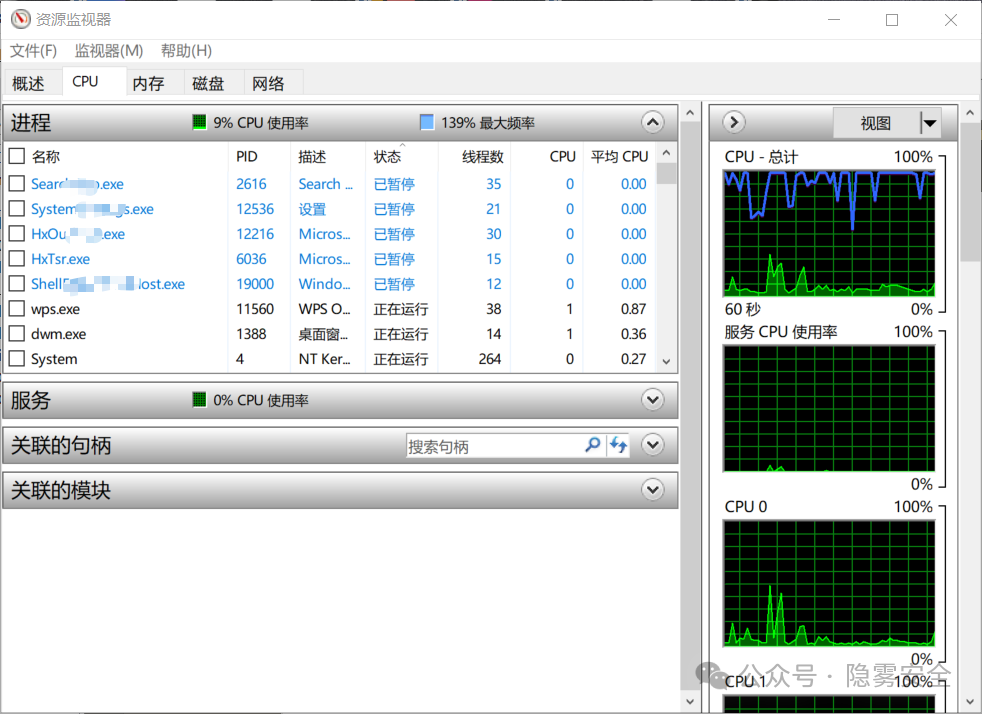 资源监视器
文件(F) 监视器(M) 帮助(H)
概述 CPU 内存 磁盘 网络
进程 9% CPU 使用率 139% 最大频率
名称 PID 描述 状态 线程数 CPU 平均 CPU
.exe 2616 Search ... 已暂停 35 0 0.00
System s.exe 12536 设置 已暂停 21 0 0.00
HxOu .exe 12216 Micros... 已暂停 30 0 0.00
HxTsr.exe 6036 Micros... 已暂停 15 0 0.00
Shell ost.exe 19000 Windo... 已暂停 12 0 0.00
wps.exe 11560 WPS O... 正在运行 38 1 0.87
dwm.exe 1388 桌面窗... 正在运行 14 1 0.36
System 4 NT Ker... 正在运行 264 0 0.27
服务 0% CPU 使用率
关联的句柄 搜索句柄
关联的模块
视图
CPU - 总计 100%
60 秒 0%
服务 CPU 使用率 100%
0%
CPU 0 100%
0%
CPU 1 100%
公众号 · 隐雾安全